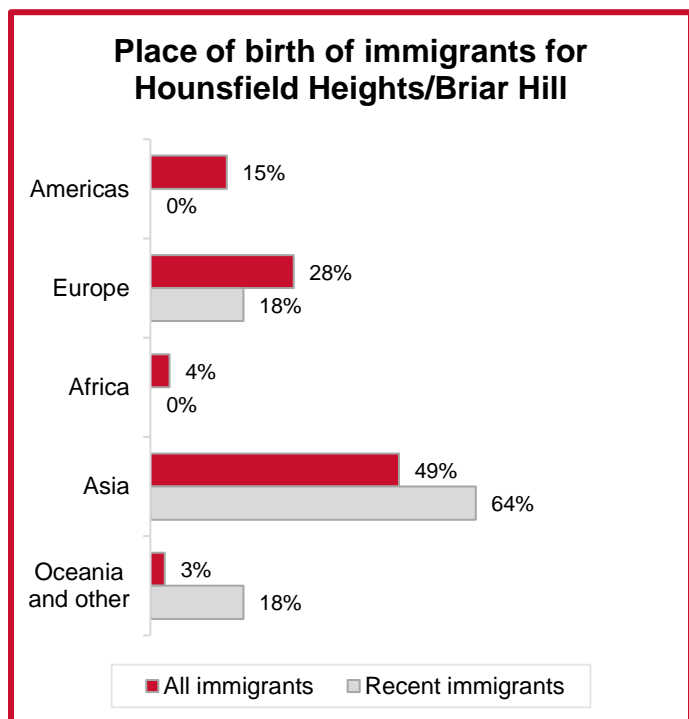 Place of birth of immigrants for
Hounsfield Heights/Briar Hill
Americas
15%
0%
Europe
28%
18%
Africa
4%
0%
Asia
49%
64%
Oceania
and other
3%
18%
All immigrants
Recent immigrants